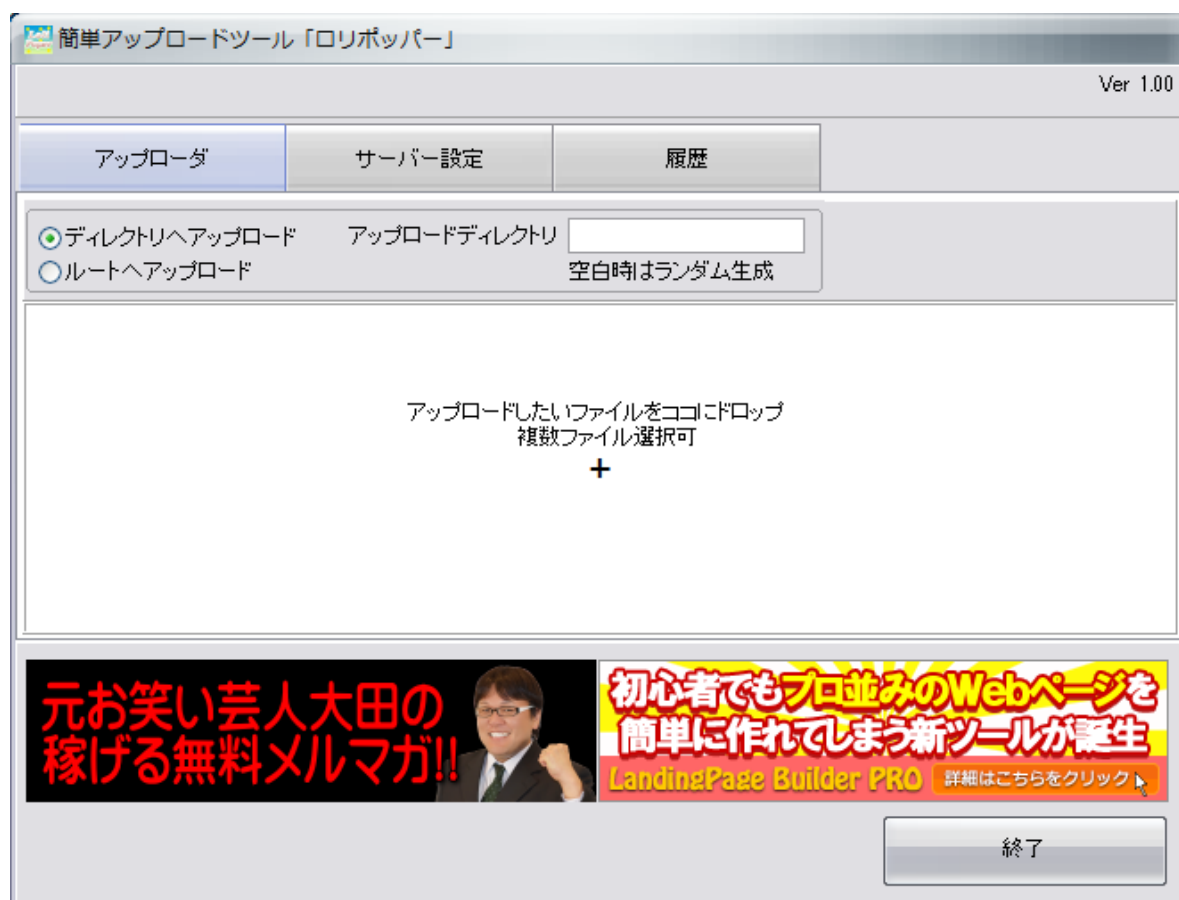 簡単アップロードツール「ロリポッパー」
Ver 1.00
アップローダ
サーバー設定
履歴
ディレクトリへアップロード
アップロードディレクトリ
ルートへアップロード
空白時はランダム生成
アップロードしたいファイルをココにドロップ
複数ファイル選択可
+
元お笑い芸人大田の
稼げる無料メルマガ!!
初心者でもプロ並みのWebページを
簡単に作れてしまう新ツールが誕生
LandingPage Builder PRO
詳細はこちらをクリック
終了